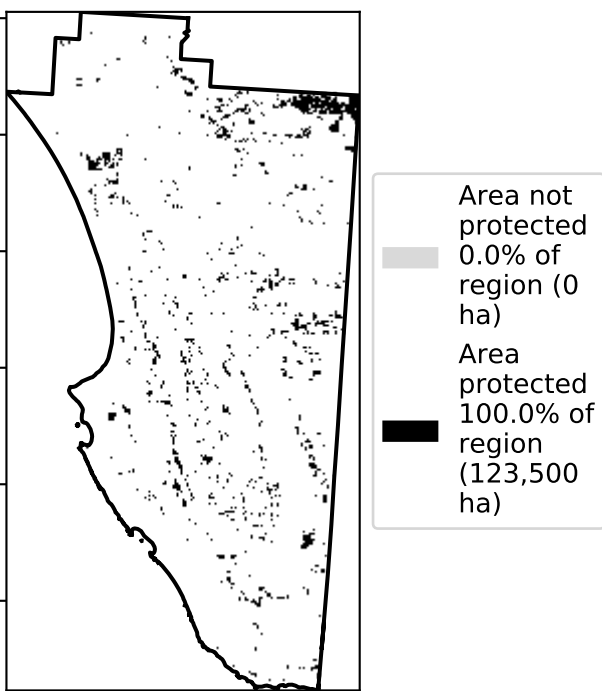 Area not
protected
0.0% of
region (0
ha)
Area
protected
100.0% of
region
(123,500
ha)